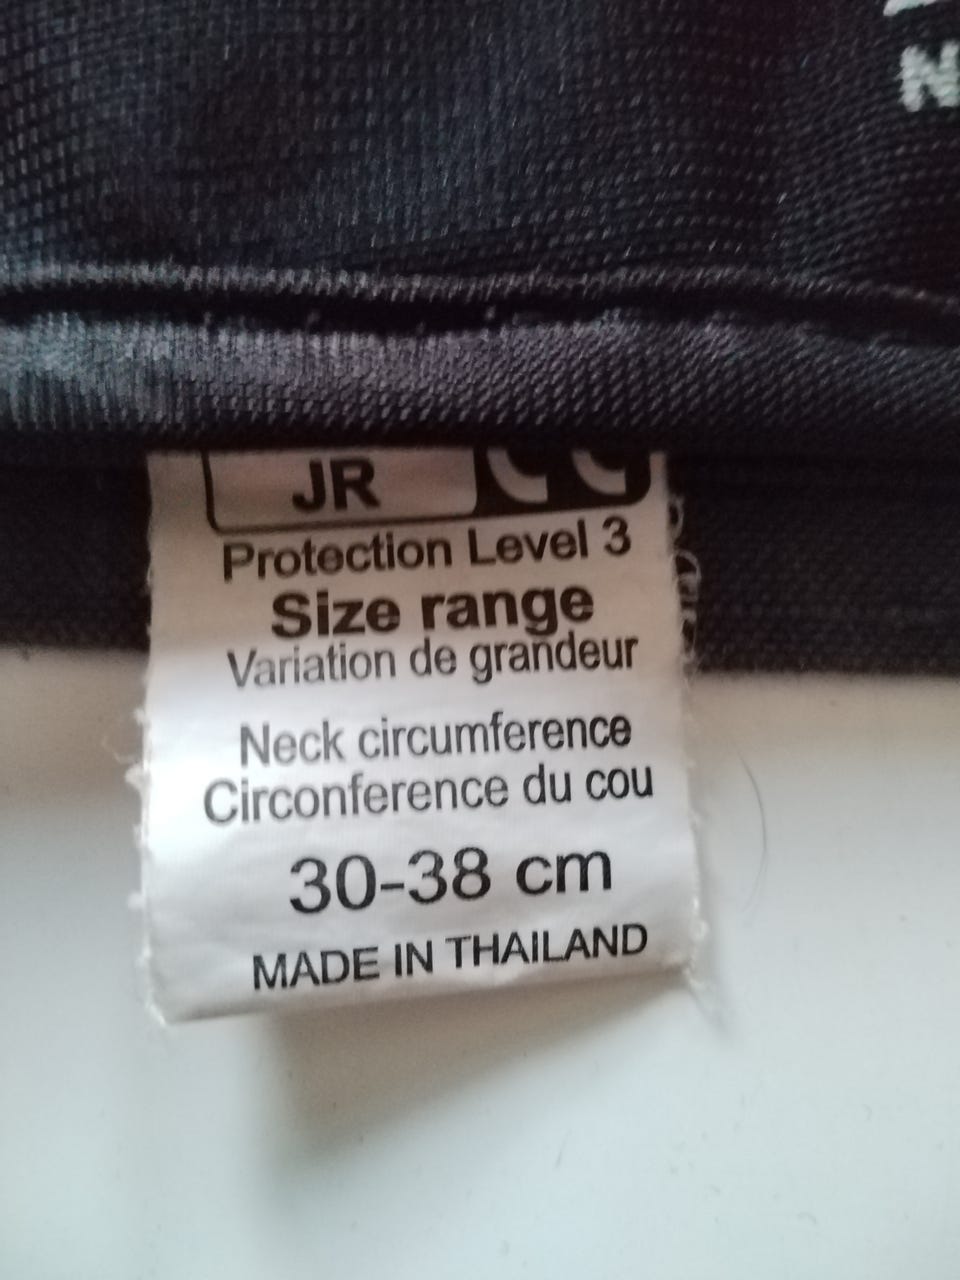 N
JR
Protection Level 3
Size range
Variation de grandeur
Neck circumference
Circonference du cou
30-38 cm
MADE IN THAILAND